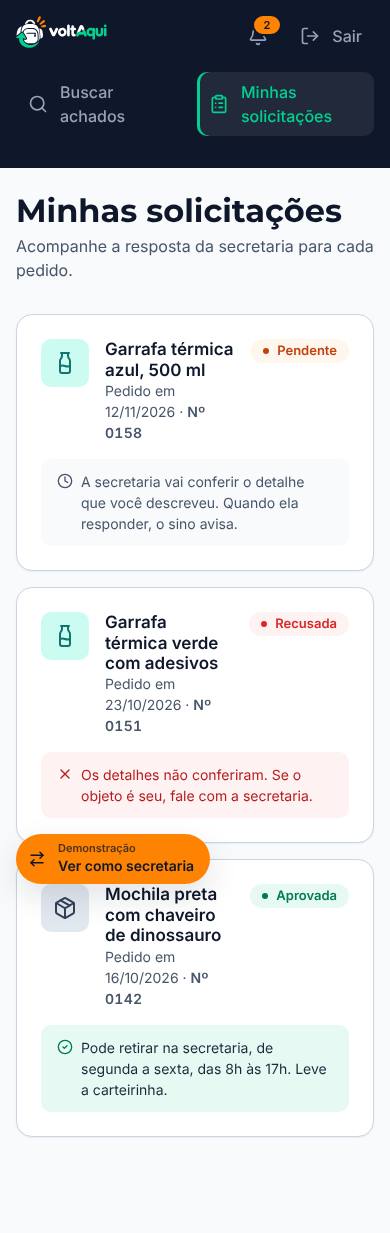 voltAqui
2
Sair
Buscar
achados
Minhas
solicitações
Minhas solicitações
Acompanhe a resposta da secretaria para cada
pedido.
Garrafa térmica
azul, 500 ml
Pendente
Pedido em
12/11/2026 · Nº
0158
A secretaria vai conferir o detalhe
que você descreveu. Quando ela
responder, o sino avisa.
Garrafa
térmica verde
com adesivos
Recusada
Pedido em
23/10/2026 · Nº
0151
Os detalhes não conferiram. Se o
objeto é seu, fale com a secretaria.
Demonstração
Ver como secretaria
Mochila preta
com chaveiro
de dinossauro
Aprovada
Pedido em
16/10/2026 · Nº
0142
Pode retirar na secretaria, de
segunda a sexta, das 8h às 17h. Leve
a carteirinha.